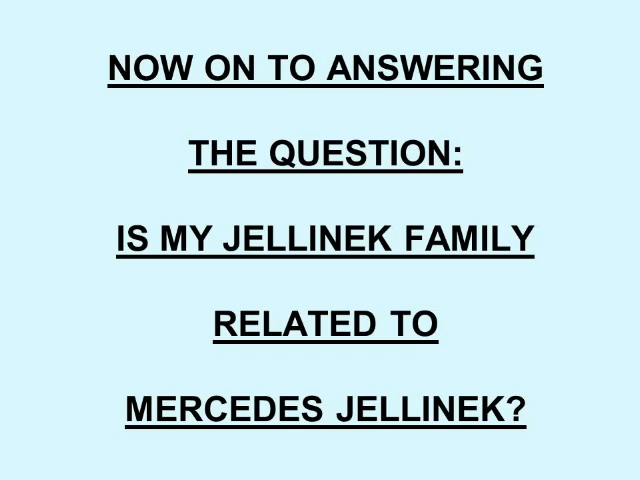 NOW ON TO ANSWERING
THE QUESTION:
IS MY JELLINEK FAMILY
RELATED TO
MERCEDES JELLINEK?